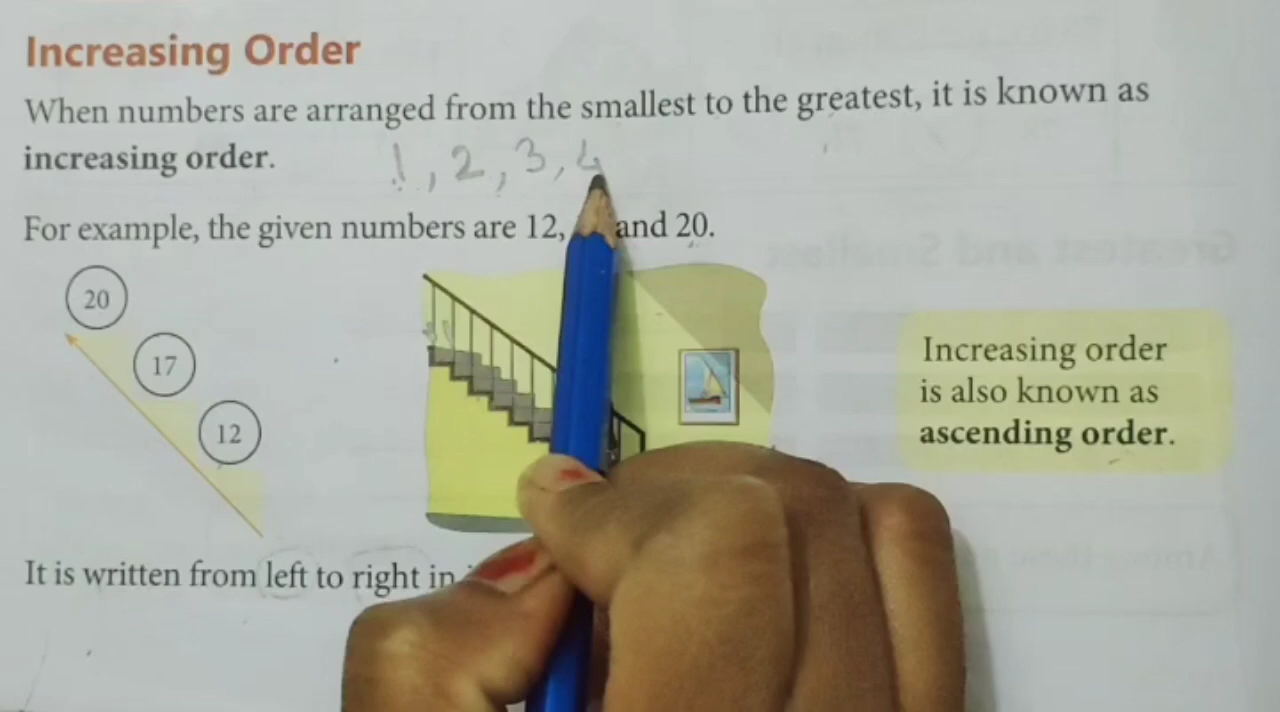 Increasing Order
When numbers are arranged from the smallest to the greatest, it is known as
increasing order.
1, 2, 3, 4
For example, the given numbers are 12, and 20.
20
17
12
Increasing order
is also known as
ascending order.
It is written from left to right in